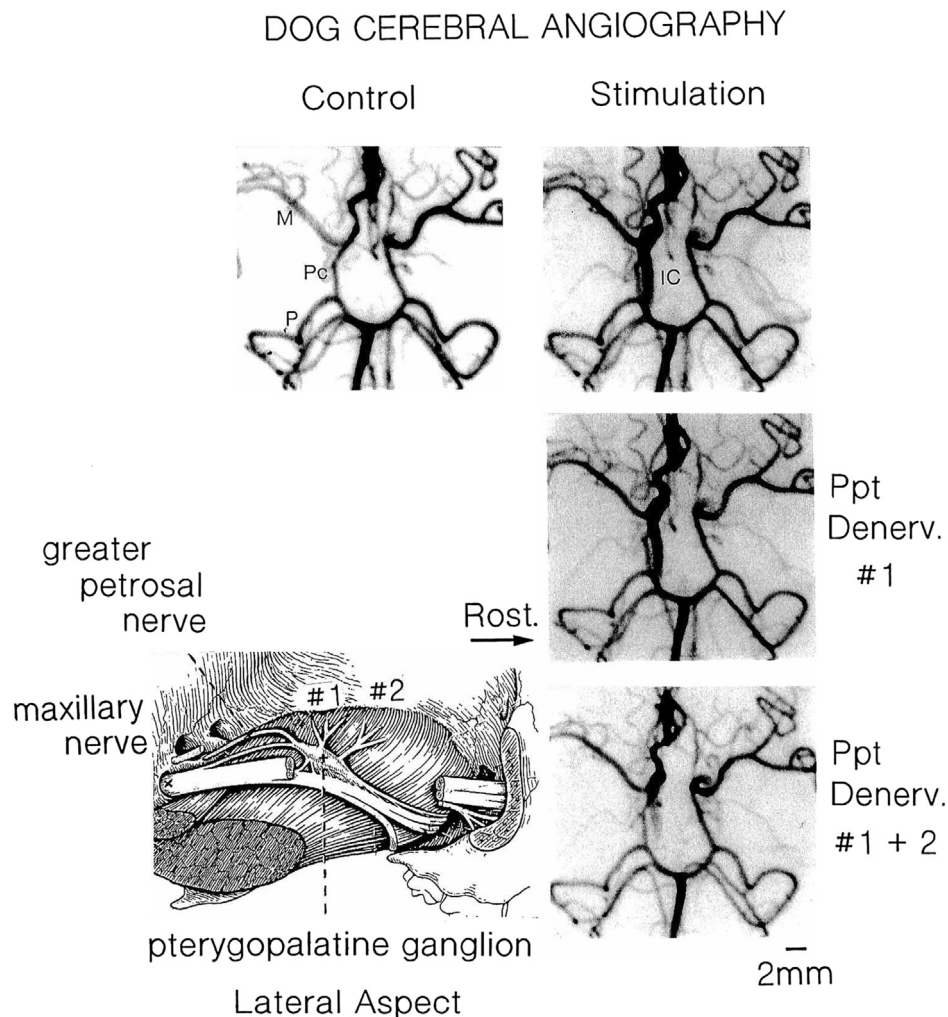 DOG CEREBRAL ANGIOGRAPHY
Control
Stimulation
M
Pc
P
IC
Ppt
Denerv.
#1
greater
petrosal
nerve
Rost.
maxillary
nerve
#1
#2
Ppt
Denerv.
#1 + 2
pterygopalatine ganglion
2mm
Lateral Aspect